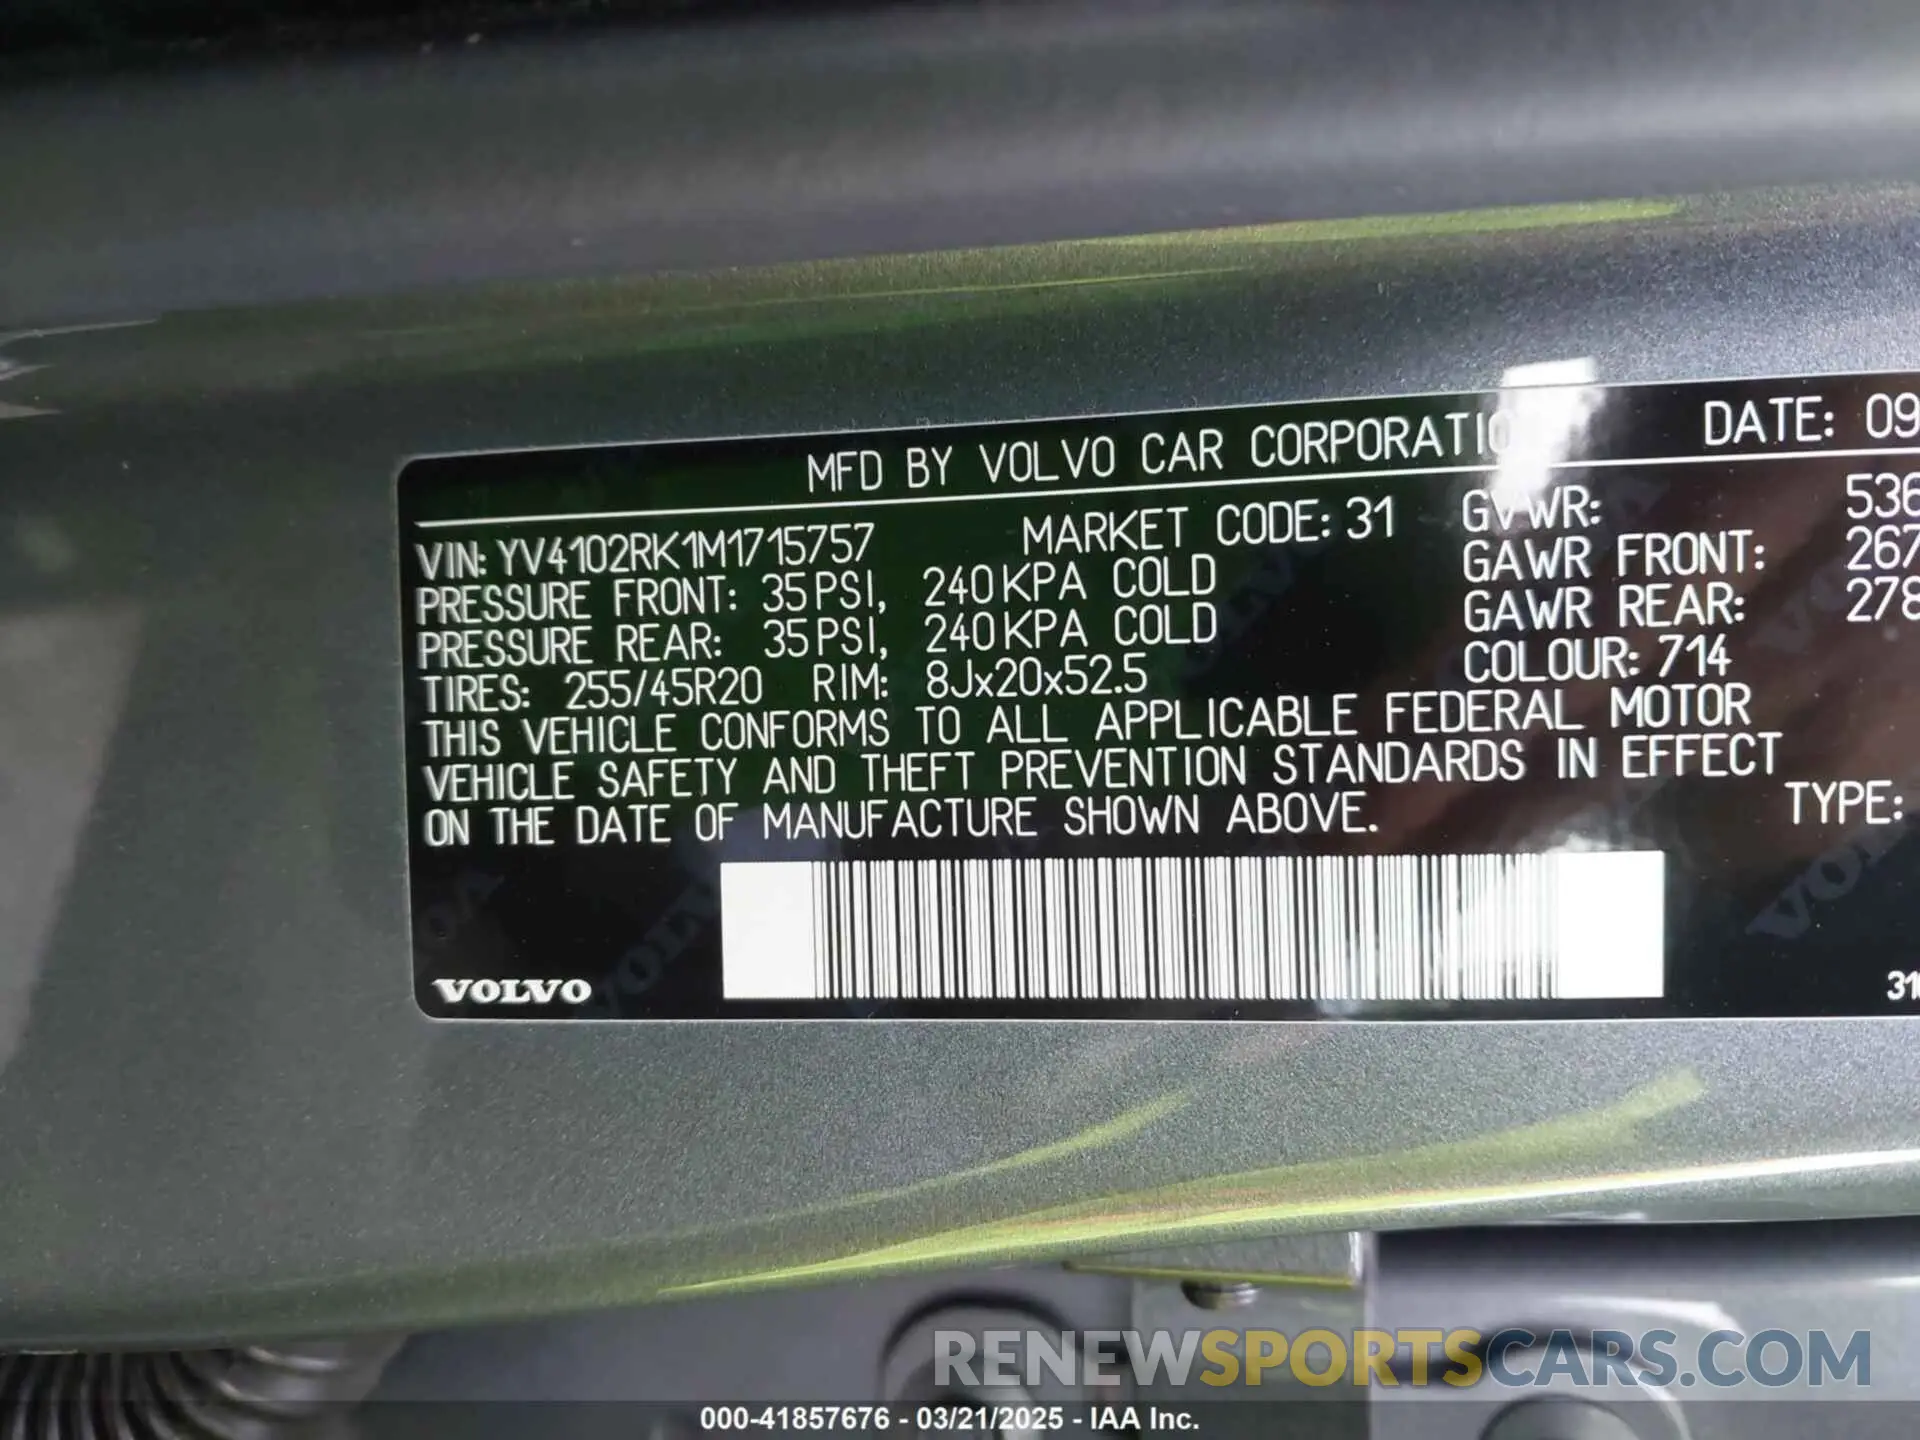 MFD BY VOLVO CAR CORPORATIO DATE: 09
VIN: YV4102RK1M1715757 MARKET CODE: 31 GVWR: 536
PRESSURE FRONT: 35 PSI, 240 KPA COLD GAWR FRONT: 267
PRESSURE REAR: 35 PSI, 240 KPA COLD GAWR REAR: 278
TIRES: 255/45R20 RIM: 8Jx20x52.5 COLOUR: 714
THIS VEHICLE CONFORMS TO ALL APPLICABLE FEDERAL MOTOR
VEHICLE SAFETY AND THEFT PREVENTION STANDARDS IN EFFECT
ON THE DATE OF MANUFACTURE SHOWN ABOVE. TYPE:
VOLVO 31
RENEWSPORTSCARS.COM
000-41857676 - 03/21/2025 - IAA Inc.